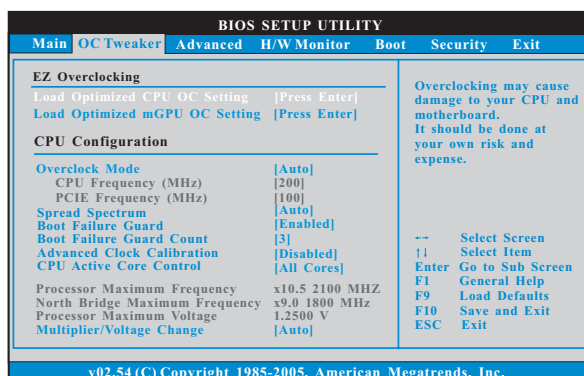 BIOS SETUP UTILITY
Main OC Tweaker Advanced H/W Monitor Boot Security Exit
EZ Overclocking
Load Optimized CPU OC Setting [Press Enter]
Load Optimized mGPU OC Setting [Press Enter]
CPU Configuration
Overclock Mode [Auto]
CPU Frequency (MHz) [200]
PCIE Frequency (MHz) [100]
Spread Spectrum [Auto]
Boot Failure Guard [Enabled]
Boot Failure Guard Count [3]
Advanced Clock Calibration [Disabled]
CPU Active Core Control [All Cores]
Processor Maximum Frequency x10.5 2100 MHZ
North Bridge Maximum Frequency x9.0 1800 MHz
Processor Maximum Voltage 1.2500 V
Multiplier/Voltage Change [Auto]
Overclocking may cause
damage to your CPU and
motherboard.
It should be done at
your own risk and
expense.
←→ Select Screen
↑↓ Select Item
Enter Go to Sub Screen
F1 General Help
F9 Load Defaults
F10 Save and Exit
ESC Exit
v02.54 (C) Copyright 1985-2005, American Megatrends, Inc.